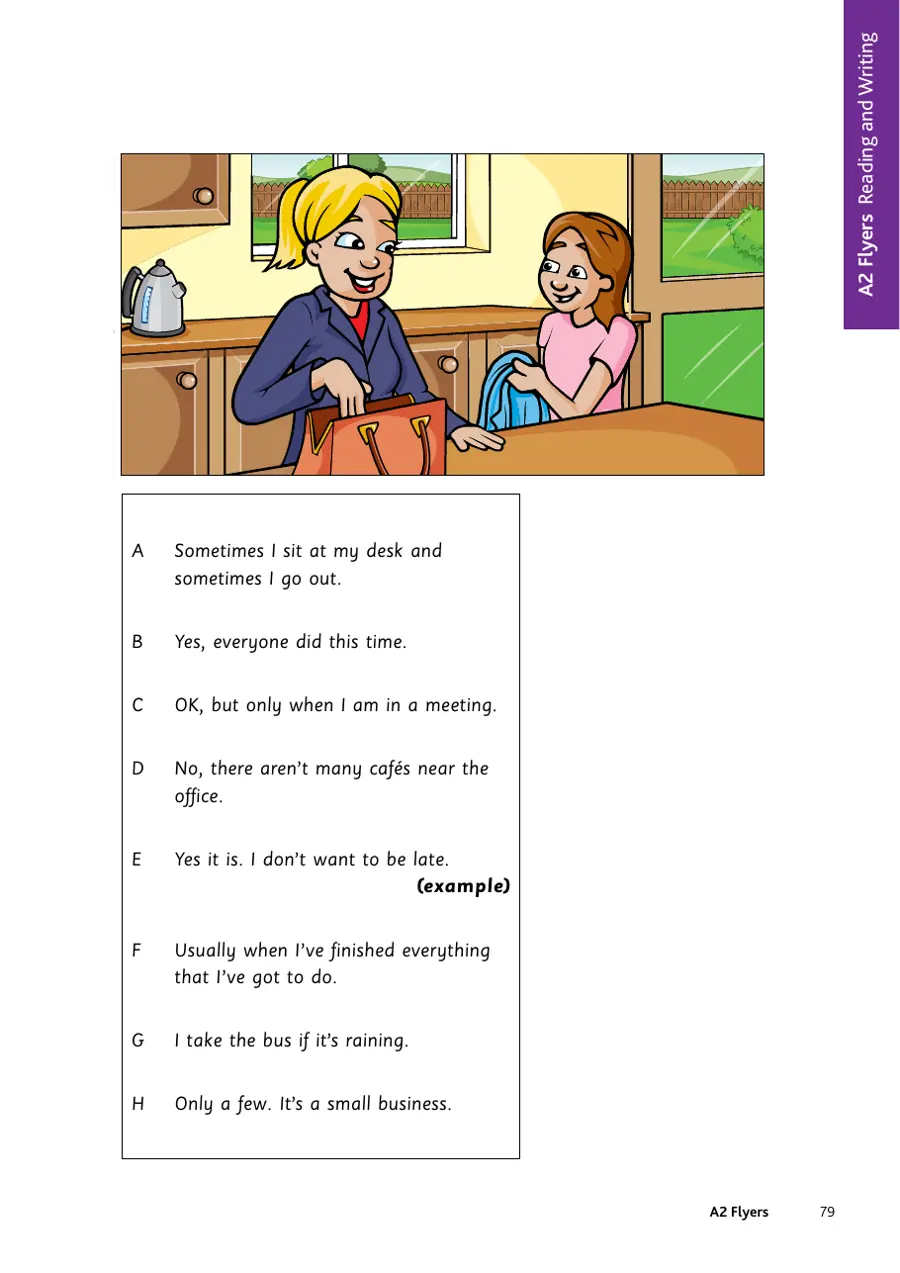 A2 Flyers Reading and Writing
A Sometimes I sit at my desk and
sometimes I go out.
B Yes, everyone did this time.
C OK, but only when I am in a meeting.
D No, there aren't many cafés near the
office.
E Yes it is. I don't want to be late.
(example)
F Usually when I've finished everything
that I've got to do.
G I take the bus if it's raining.
H Only a few. It's a small business.
A2 Flyers 79